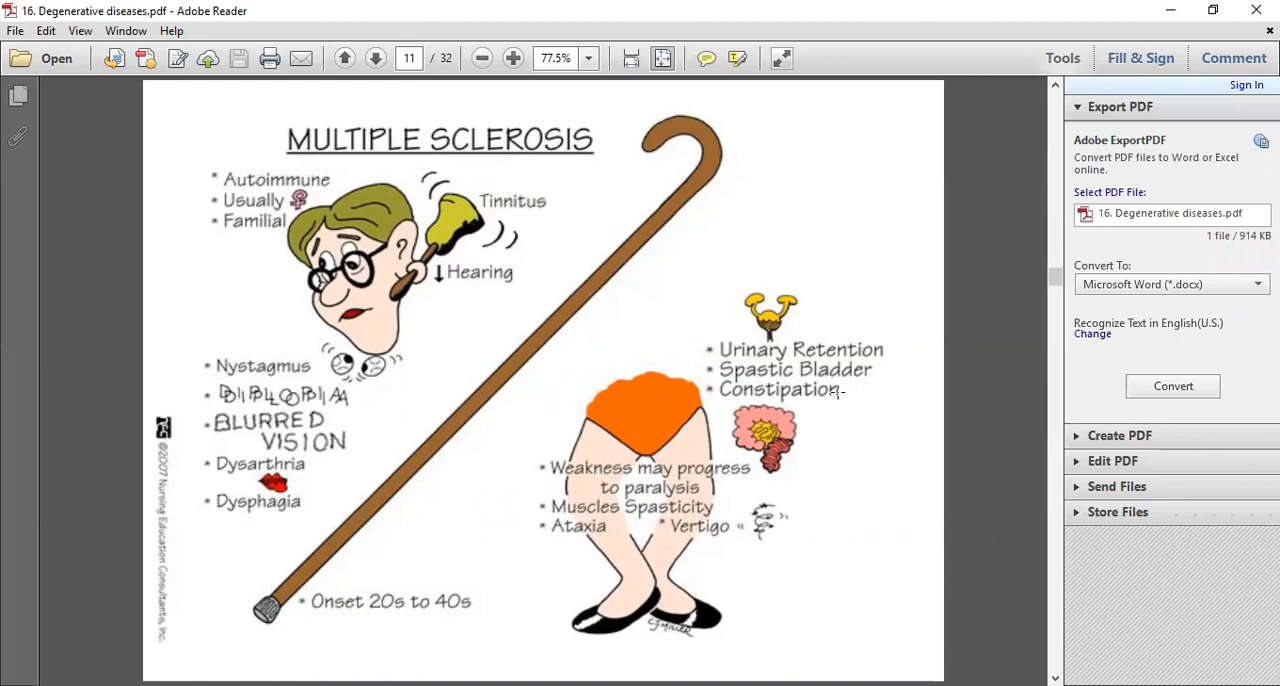 16. Degenerative diseases.pdf - Adobe Reader
File Edit View Window Help
Open 11 / 32 77.5% Tools Fill & Sign Comment
Sign In
Export PDF
Adobe ExportPDF
Convert PDF files to Word or Excel
online.
Select PDF File:
16. Degenerative diseases.pdf
1 file / 914 KB
Convert To:
Microsoft Word (*.docx)
Recognize Text in English(U.S.)
Change
Convert
Create PDF
Edit PDF
Send Files
Store Files
MULTIPLE SCLEROSIS
* Autoimmune
* Usually ♀
* Familial
Tinnitus
↓ Hearing
* Nystagmus
* DIPLOPIA
* BLURRED
VISION
* Dysarthria
* Dysphagia
* Urinary Retention
* Spastic Bladder
* Constipation
* Weakness may progress
to paralysis
* Muscles Spasticity
* Ataxia * Vertigo
* Onset 20s to 40s
©2007 Nursing Education Consultants, Inc.